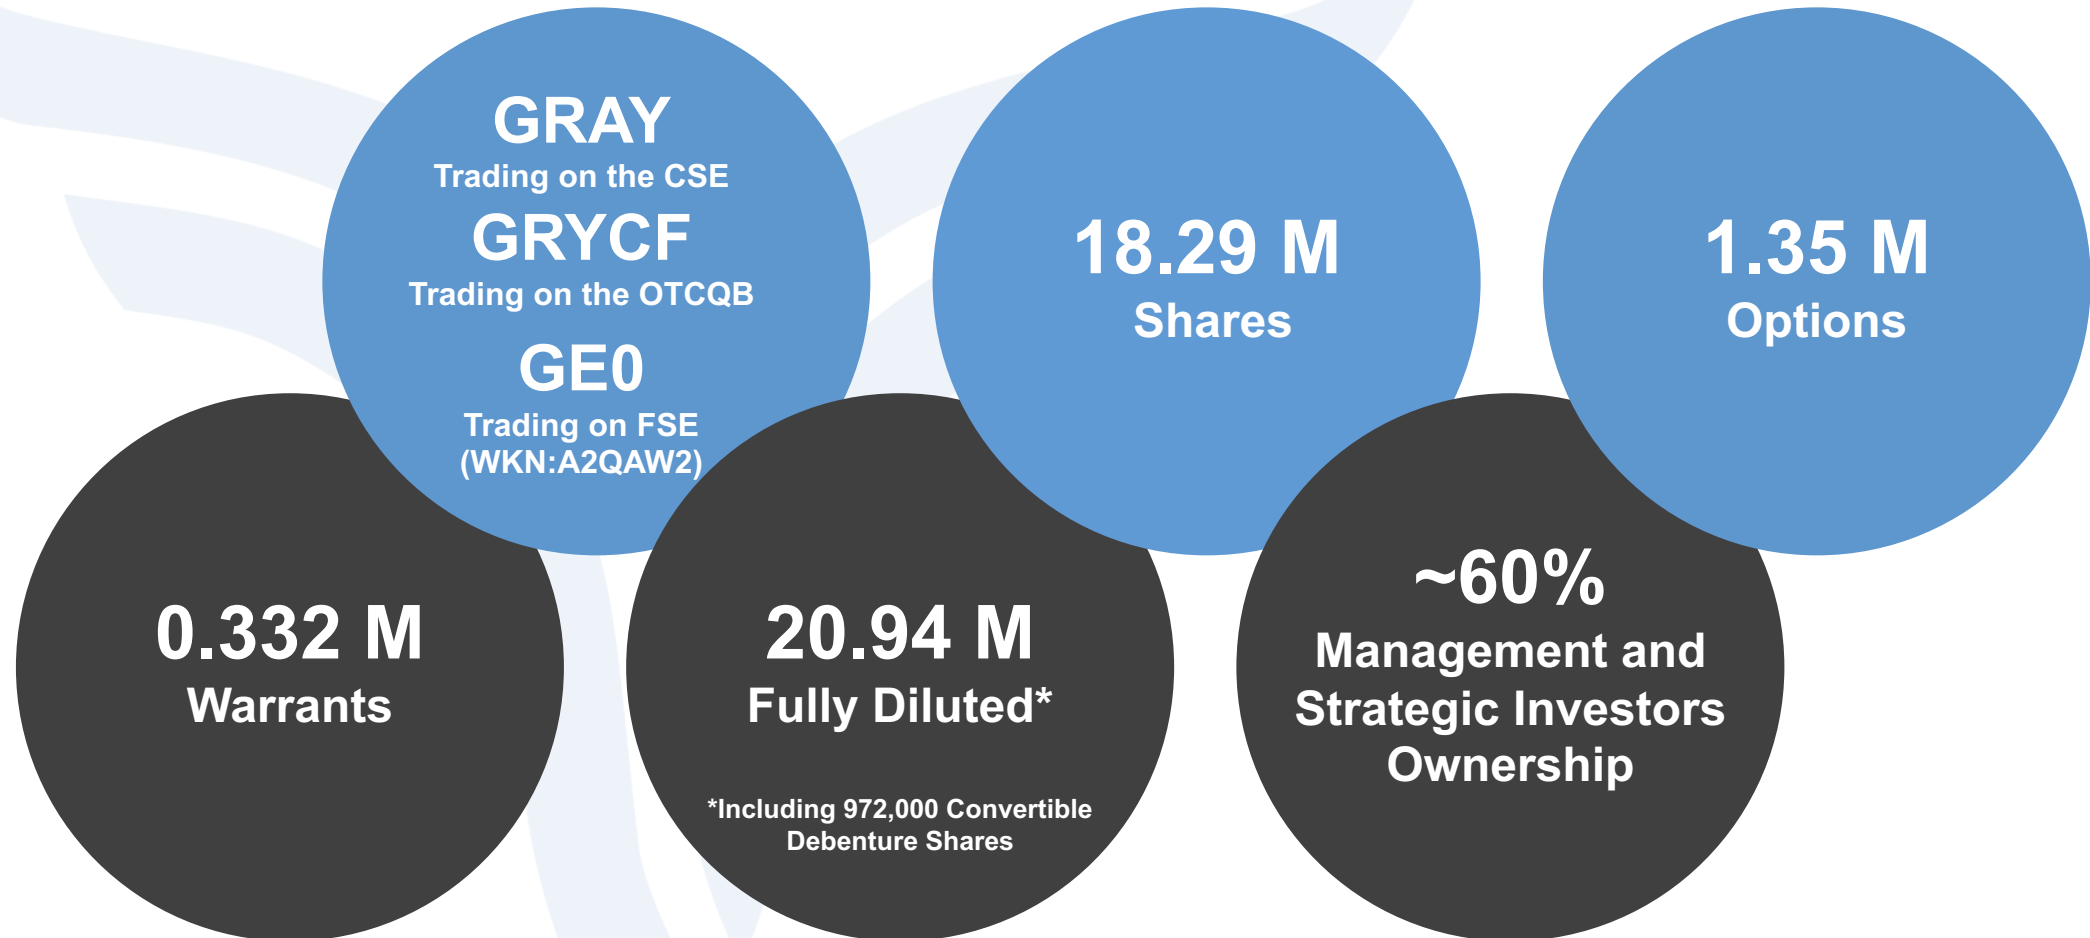 GRAY
Trading on the CSE
GRYCF
Trading on the OTCQB
GE0
Trading on FSE
(WKN:A2QAW2)
18.29 M
Shares
1.35 M
Options
0.332 M
Warrants
20.94 M
Fully Diluted*
*Including 972,000 Convertible
Debenture Shares
~60%
Management and
Strategic Investors
Ownership